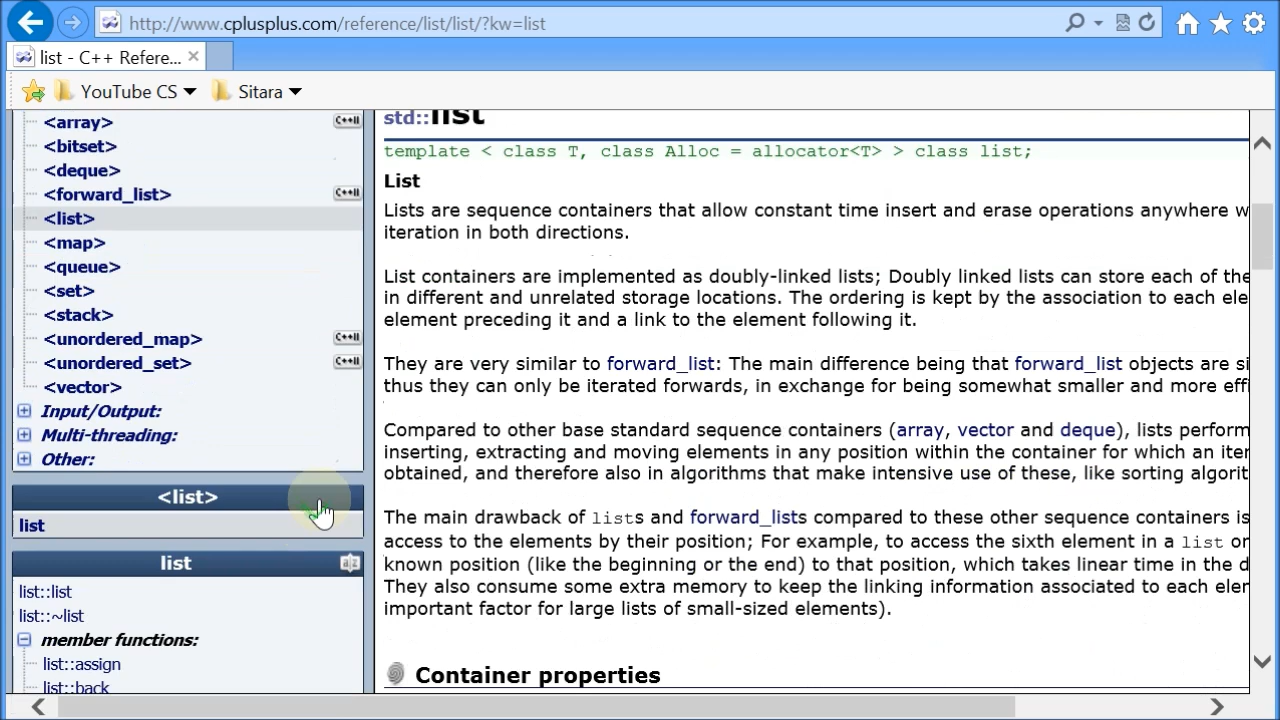 http://www.cplusplus.com/reference/list/list/?kw=list
list - C++ Refere...
YouTube CS
Sitara
<array>
<bitset>
<deque>
<forward_list>
<list>
<map>
<queue>
<set>
<stack>
<unordered_map>
<unordered_set>
<vector>
Input/Output:
Multi-threading:
Other:
<list>
list
list
list::list
list::~list
member functions:
list::assign
list::back
std::list
template < class T, class Alloc = allocator<T> > class list;
List
Lists are sequence containers that allow constant time insert and erase operations anywhere w
iteration in both directions.
List containers are implemented as doubly-linked lists; Doubly linked lists can store each of the
in different and unrelated storage locations. The ordering is kept by the association to each ele
element preceding it and a link to the element following it.
They are very similar to forward_list: The main difference being that forward_list objects are si
thus they can only be iterated forwards, in exchange for being somewhat smaller and more effi
Compared to other base standard sequence containers (array, vector and deque), lists perform
inserting, extracting and moving elements in any position within the container for which an iter
obtained, and therefore also in algorithms that make intensive use of these, like sorting algorit
The main drawback of lists and forward_lists compared to these other sequence containers is
access to the elements by their position; For example, to access the sixth element in a list or
known position (like the beginning or the end) to that position, which takes linear time in the d
They also consume some extra memory to keep the linking information associated to each eler
important factor for large lists of small-sized elements).
Container properties